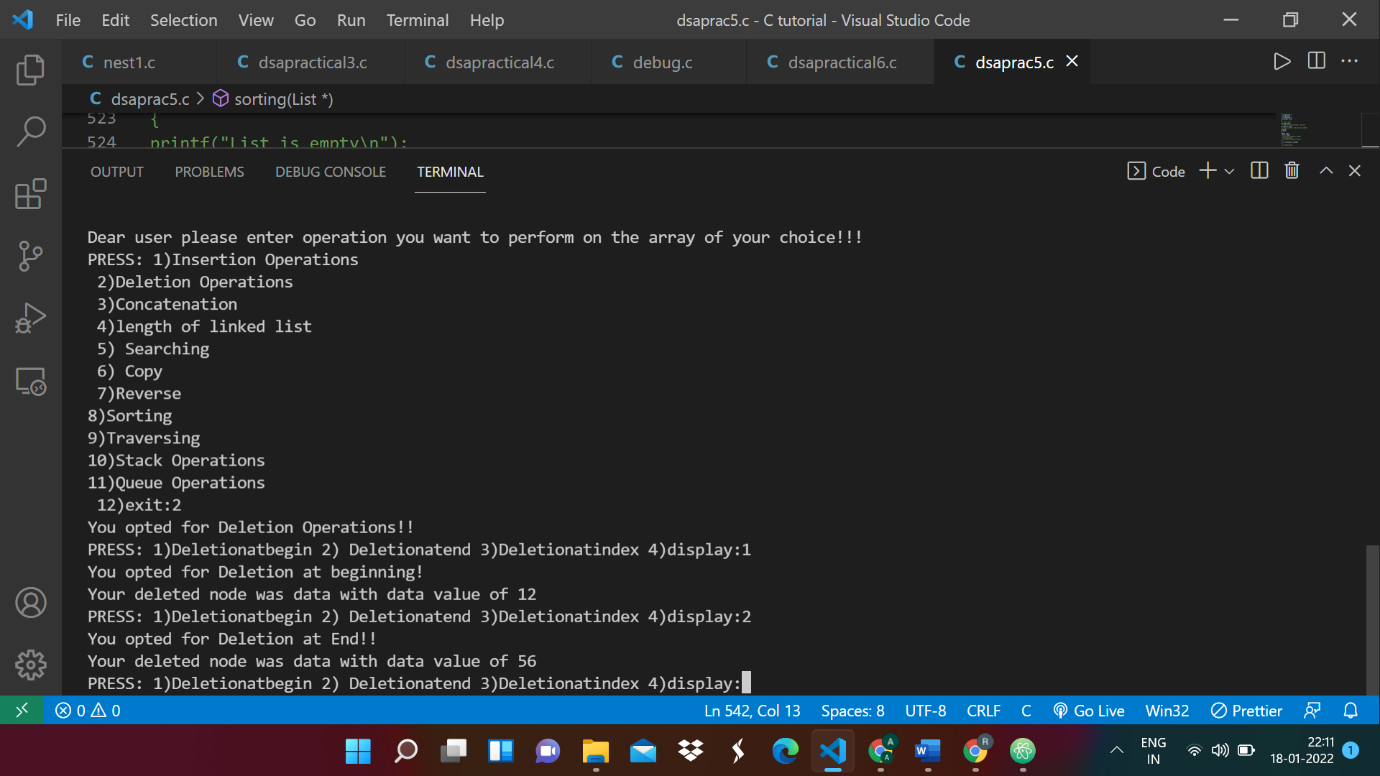 File Edit Selection View Go Run Terminal Help dsaprac5.c - C tutorial - Visual Studio Code
C nest1.c C dsapractical3.c C dsapractical4.c C debug.c C dsapractical6.c C dsaprac5.c
C dsaprac5.c > sorting(List *)
523 {
524 printf("List is empty\n");
OUTPUT PROBLEMS DEBUG CONSOLE TERMINAL Code
Dear user please enter operation you want to perform on the array of your choice!!!
PRESS: 1)Insertion Operations
2)Deletion Operations
3)Concatenation
4)length of linked list
5) Searching
6) Copy
7)Reverse
8)Sorting
9)Traversing
10)Stack Operations
11)Queue Operations
12)exit:2
You opted for Deletion Operations!!
PRESS: 1)Deletionatbegin 2) Deletionatend 3)Deletionatindex 4)display:1
You opted for Deletion at beginning!
Your deleted node was data with data value of 12
PRESS: 1)Deletionatbegin 2) Deletionatend 3)Deletionatindex 4)display:2
You opted for Deletion at End!!
Your deleted node was data with data value of 56
PRESS: 1)Deletionatbegin 2) Deletionatend 3)Deletionatindex 4)display:
0 0 Ln 542, Col 13 Spaces: 8 UTF-8 CRLF C Go Live Win32 Prettier
ENG 22:11
IN 18-01-2022 1